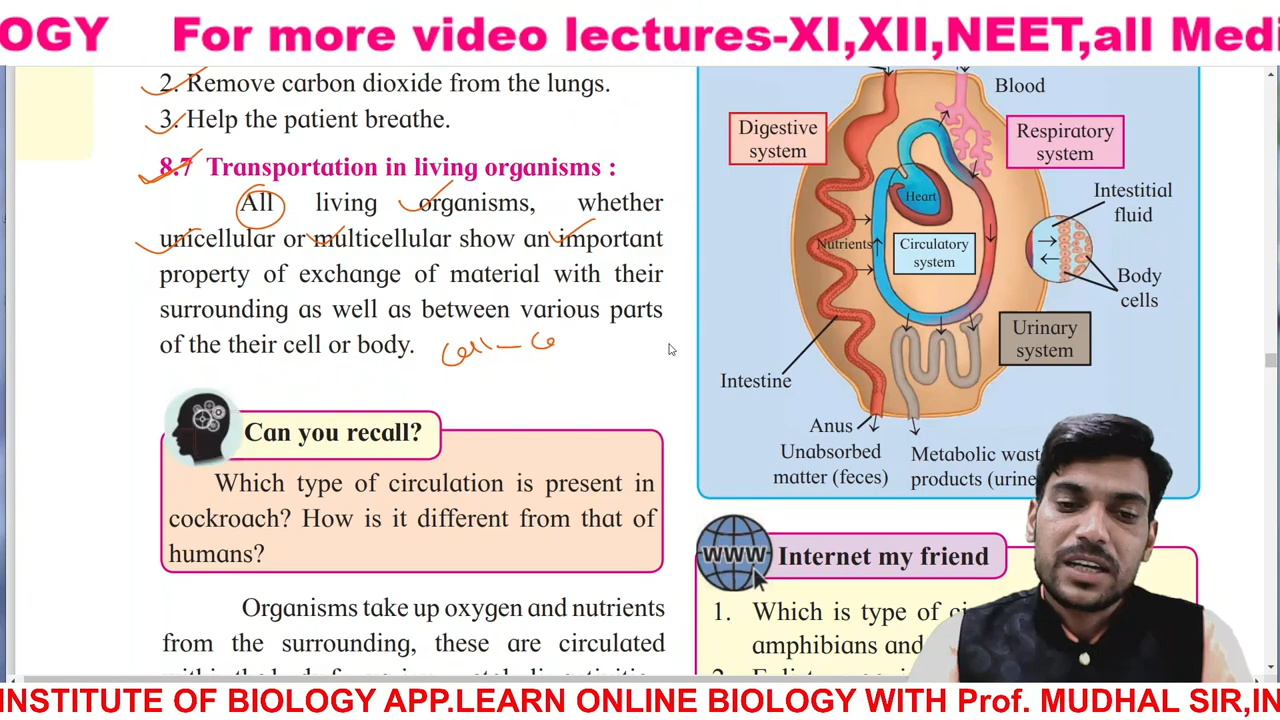 OGY For more video lectures-XI,XII,NEET,all Medi
2. Remove carbon dioxide from the lungs.
3. Help the patient breathe.
8.7 Transportation in living organisms :
All living organisms, whether
unicellular or multicellular show an important
property of exchange of material with their
surrounding as well as between various parts
of the their cell or body.
cell - ce
Can you recall?
Which type of circulation is present in
cockroach? How is it different from that of
humans?
Organisms take up oxygen and nutrients
from the surrounding, these are circulated
Blood
Digestive
system
Respiratory
system
Heart
Intestitial
fluid
Nutrients
Circulatory
system
Body
cells
Urinary
system
Intestine
Anus
Unabsorbed
matter (feces)
Metabolic wast
products (urine
www
Internet my friend
1. Which is type of ci
amphibians and
2.
INSTITUTE OF BIOLOGY APP.LEARN ONLINE BIOLOGY WITH Prof. MUDHAL SIR,IN